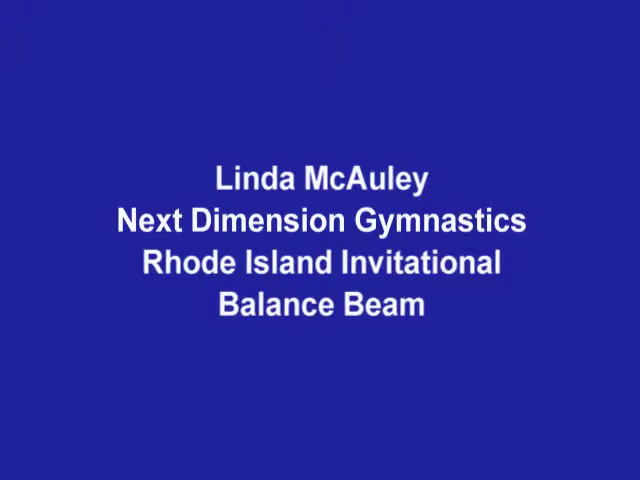 Linda McAuley
Next Dimension Gymnastics
Rhode Island Invitational
Balance Beam